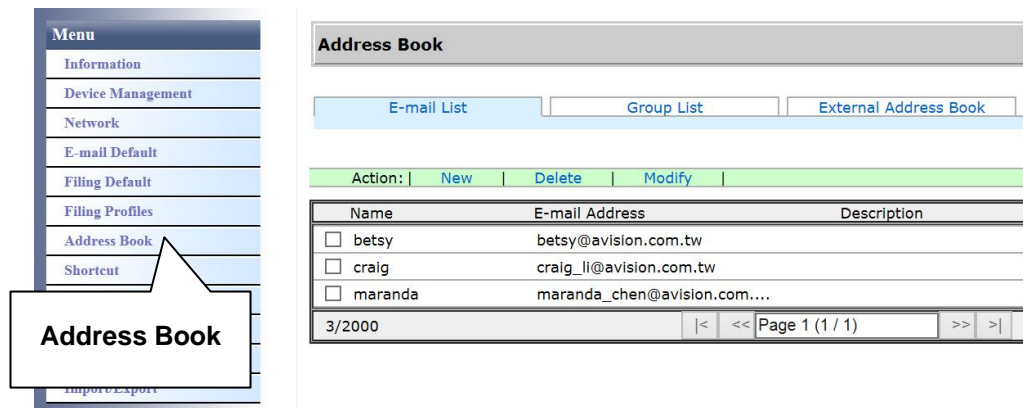 Menu
Information
Device Management
Network
E-mail Default
Filing Default
Filing Profiles
Address Book
Shortcut
Address Book
Import/Export
Address Book
E-mail List Group List External Address Book
Action: | New | Delete | Modify |
Name E-mail Address Description
betsy betsy@avision.com.tw
craig craig_li@avision.com.tw
maranda maranda_chen@avision.com....
3/2000 |< << Page 1 (1 / 1) >> >|